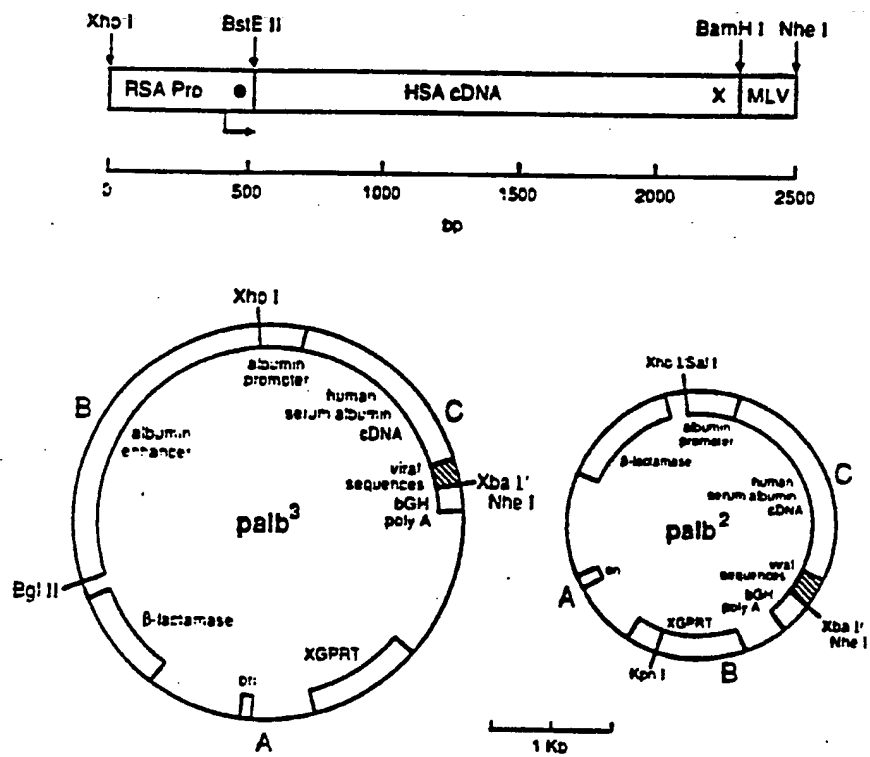 Xho I
BstE II
BamH I Nhe I
RSA Pro
HSA cDNA
X
MLV
0
500
1000
1500
2000
2500
bp
Xho I
B
albumin
promoter
human
serum albumin
cDNA
C
albumin
enhancer
viral
sequences
Xba I'
Nhe I
bGH
poly A
palb3
Bgl II
β-lactamase
XGPRT
ori
A
Xho I'Sal I
albumin
promoter
β-lactamase
human
serum albumin
cDNA
C
palb2
viral
sequences
bGH
poly A
ori
A
XGPRT
Xba I'
Nhe I
Kpn I
B
1 Kp